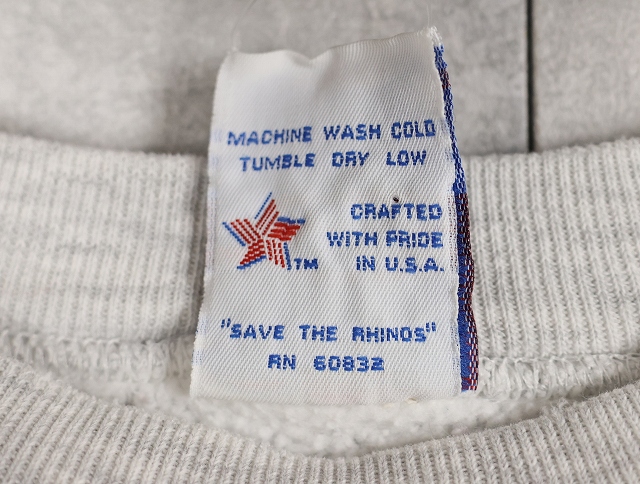 MACHINE WASH COLD
TUMBLE DRY LOW
CRAFTED
WITH PRIDE
TM IN U.S.A.
"SAVE THE RHINOS"
RN 60832